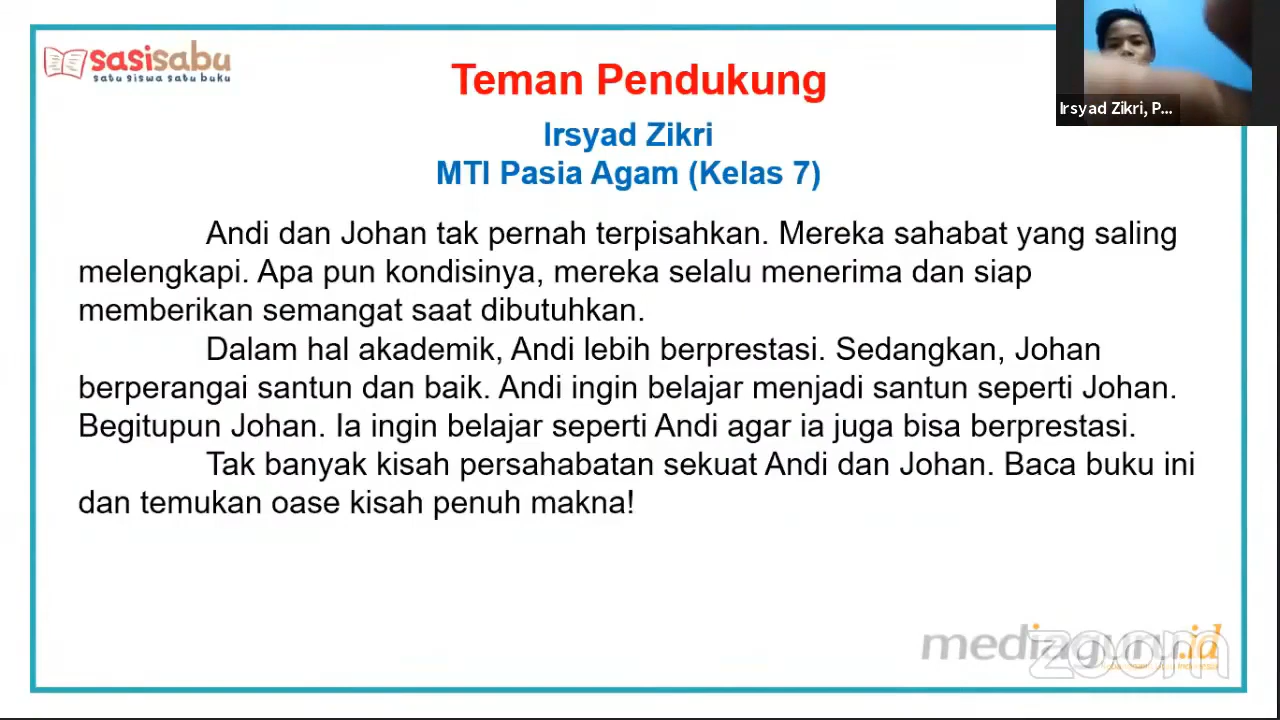 sasisabu
satu siswa satu buku
Teman Pendukung
Irsyad Zikri
MTI Pasia Agam (Kelas 7)
Irsyad Zikri, P...
Andi dan Johan tak pernah terpisahkan. Mereka sahabat yang saling
melengkapi. Apa pun kondisinya, mereka selalu menerima dan siap
memberikan semangat saat dibutuhkan.
Dalam hal akademik, Andi lebih berprestasi. Sedangkan, Johan
berperangai santun dan baik. Andi ingin belajar menjadi santun seperti Johan.
Begitupun Johan. Ia ingin belajar seperti Andi agar ia juga bisa berprestasi.
Tak banyak kisah persahabatan sekuat Andi dan Johan. Baca buku ini
dan temukan oase kisah penuh makna!
mediaguru.id
zoom